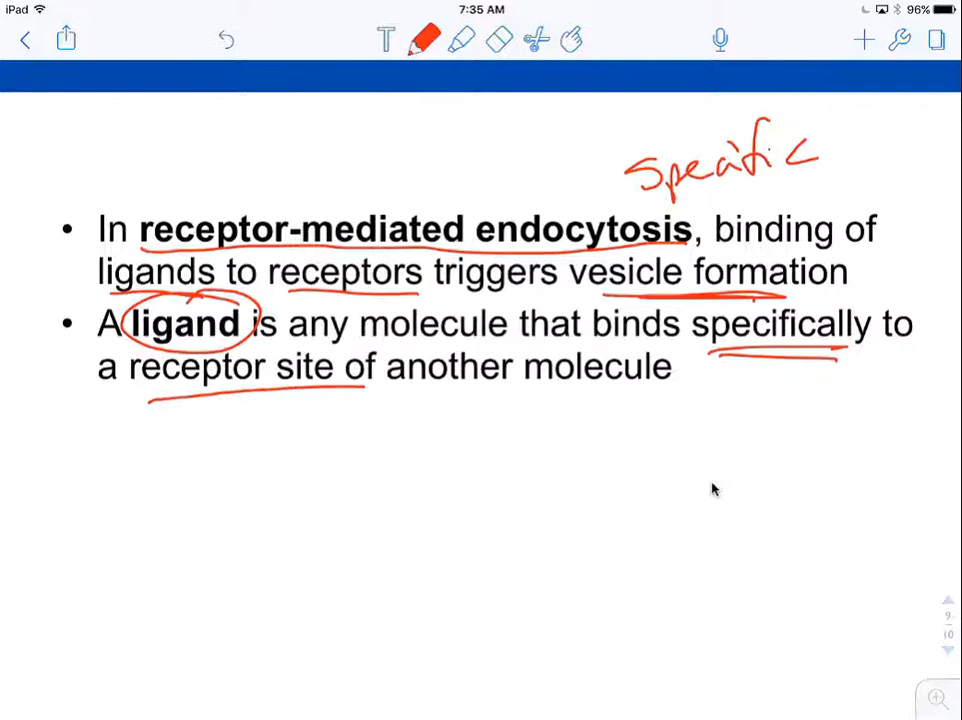 iPad
7:35 AM
96%
T
specific
• In receptor-mediated endocytosis, binding of
ligands to receptors triggers vesicle formation
• A ligand is any molecule that binds specifically to
a receptor site of another molecule
9
10